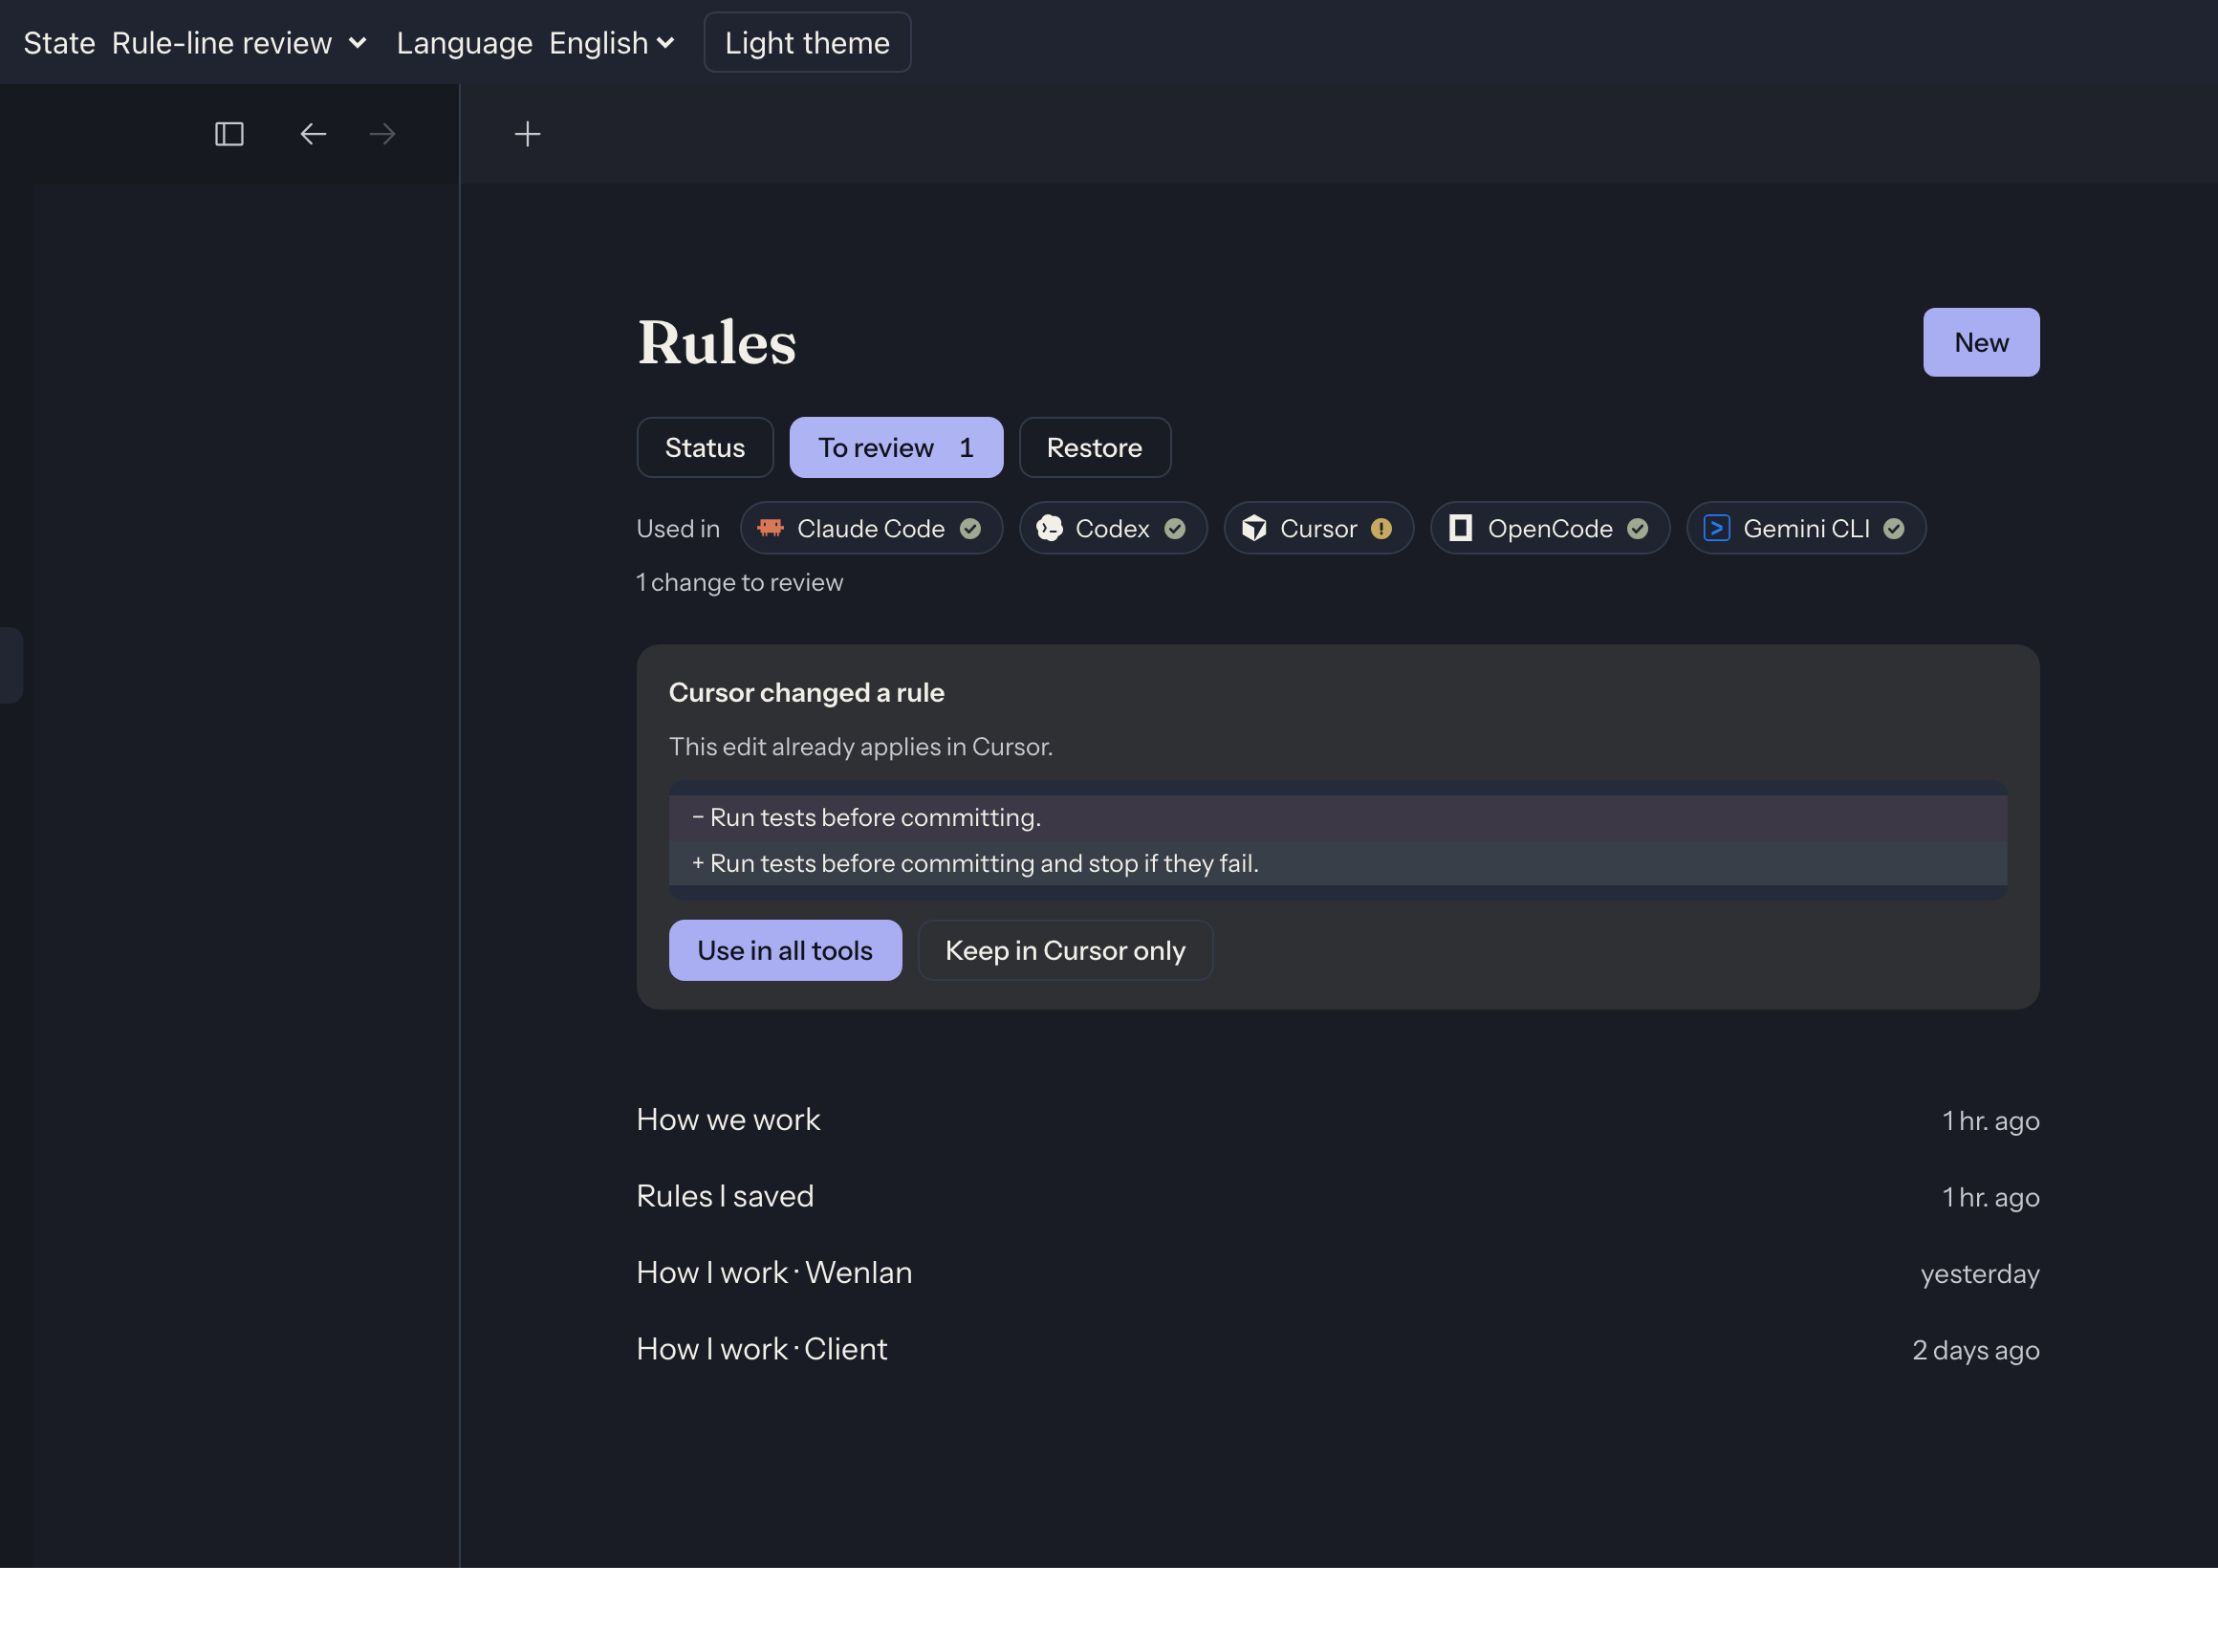 State Rule-line review Language English Light theme
Rules New
Status To review 1 Restore
Used in Claude Code Codex Cursor OpenCode Gemini CLI
1 change to review
Cursor changed a rule
This edit already applies in Cursor.
− Run tests before committing.
+ Run tests before committing and stop if they fail.
Use in all tools Keep in Cursor only
How we work 1 hr. ago
Rules I saved 1 hr. ago
How I work · Wenlan yesterday
How I work · Client 2 days ago